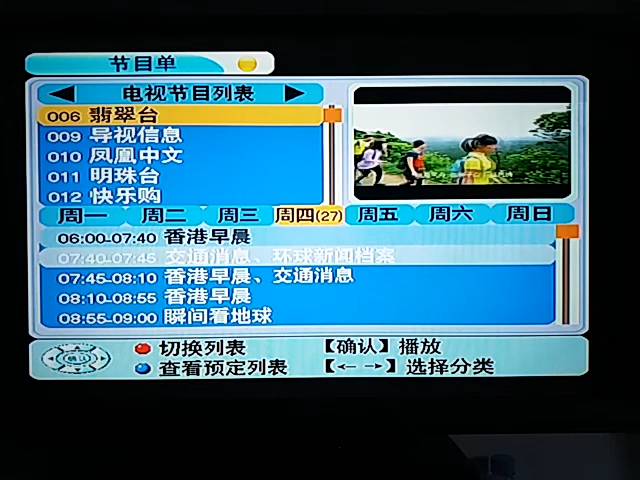 节目单
电视节目列表
006 翡翠台
009 导视信息
010 凤凰中文
011 明珠台
012 快乐购
周一 周二 周三 周四(27) 周五 周六 周日
06:00-07:40 香港早晨
07:40-07:45 交通消息、环球新闻档案
07:45-08:10 香港早晨、交通消息
08:10-08:55 香港早晨
08:55-09:00 瞬间看地球
确认 切换列表 【确认】播放
查看预定列表 【←→】选择分类